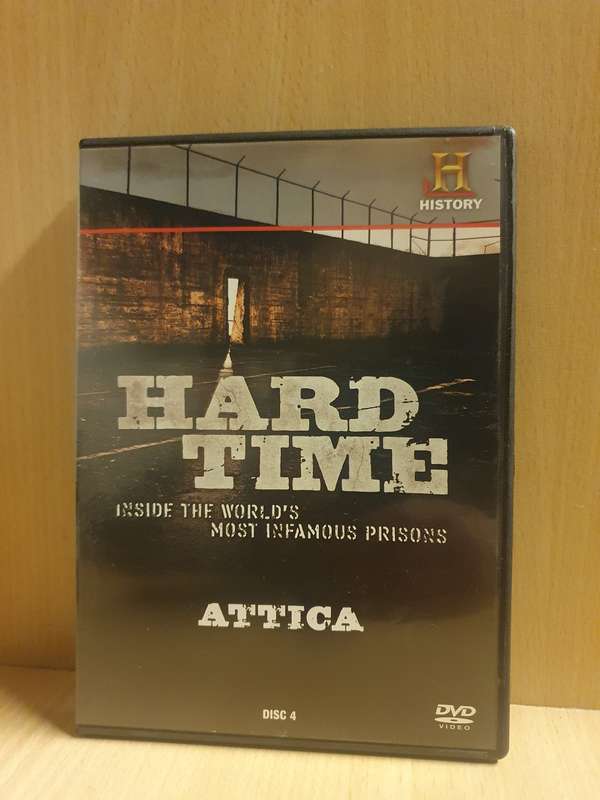 H
HISTORY
HARD
TIME
INSIDE THE WORLD'S
MOST INFAMOUS PRISONS
ATTICA
DISC 4
DVD
VIDEO